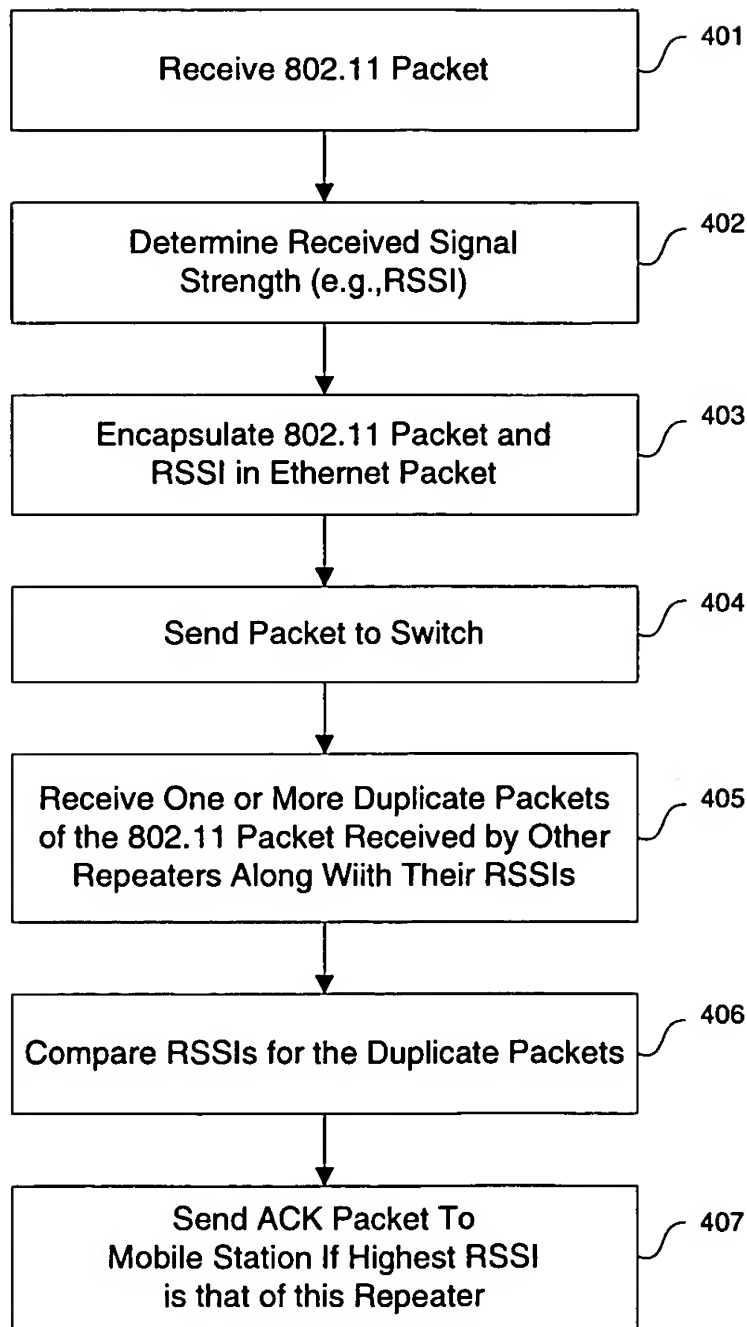 401
Receive 802.11 Packet
402
Determine Received Signal
Strength (e.g.,RSSI)
403
Encapsulate 802.11 Packet and
RSSI in Ethernet Packet
404
Send Packet to Switch
405
Receive One or More Duplicate Packets
of the 802.11 Packet Received by Other
Repeaters Along Wiith Their RSSIs
406
Compare RSSIs for the Duplicate Packets
407
Send ACK Packet To
Mobile Station If Highest RSSI
is that of this Repeater